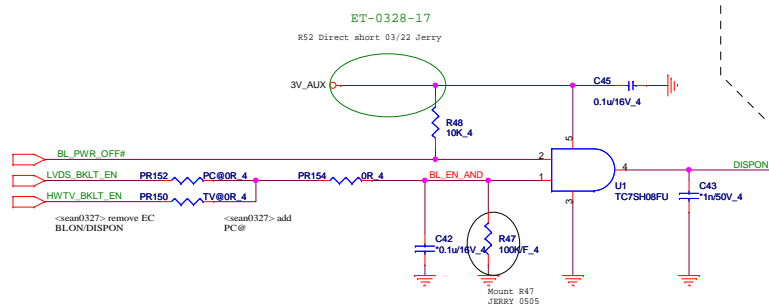 ET-0328-17
R52 Direct short 03/22 Jerry
3V_AUX
C45
0.1u/16V_4
R48
10K_4
5
BL_PWR_OFF#
2
4
DISPON
LVDS_BKLT_EN
PR152
PC@0R_4
PR154
0R_4
BL_EN_AND
1
U1
TC7SH08FU
C43
*1n/50V_4
HWTV_BKLT_EN
PR150
TV@0R_4
3
<sean0327> remove EC
BLON/DISPON
<sean0327> add
PC@
C42
*0.1u/16V_4
R47
100K/F_4
Mount R47
JERRY 0505